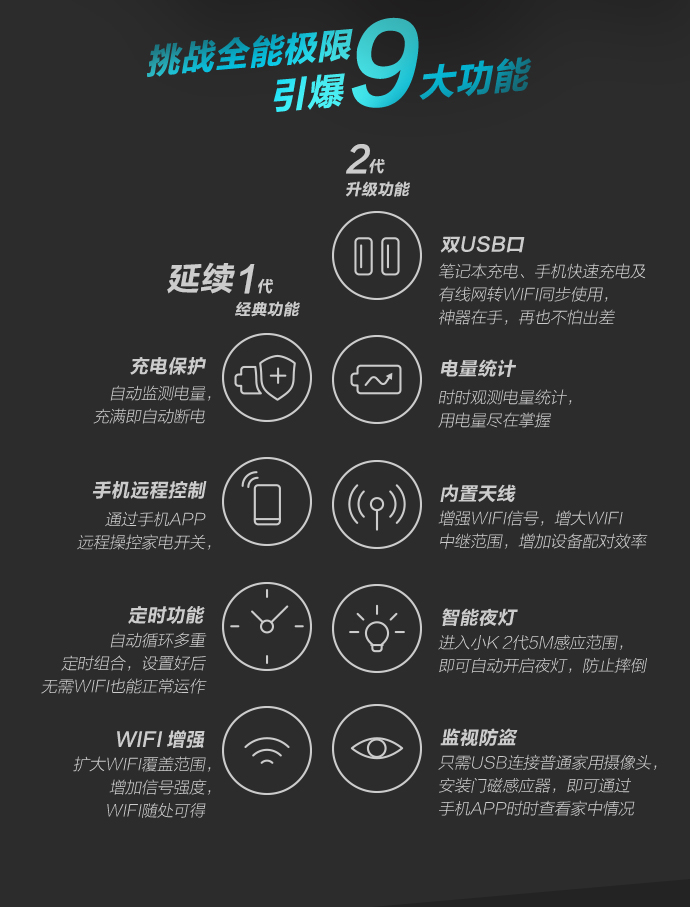 挑战全能极限
引爆9大功能
2代
升级功能
双USB口
笔记本充电、手机快速充电及
有线网转WIFI同步使用，
神器在手，再也不怕出差
延续1代
经典功能
充电保护
自动监测电量，
充满即自动断电
电量统计
时时观测电量统计，
用电量尽在掌握
手机远程控制
通过手机APP
远程操控家电开关，
内置天线
增强WIFI信号，增大WIFI
中继范围，增加设备配对效率
定时功能
自动循环多重
定时组合，设置好后
无需WIFI也能正常运作
智能夜灯
进入小K 2代5M感应范围，
即可自动开启夜灯，防止摔倒
WIFI 增强
扩大WIFI覆盖范围，
增加信号强度，
WIFI随处可得
监视防盗
只需USB连接普通家用摄像头，
安装门磁感应器，即可通过
手机APP时时查看家中情况